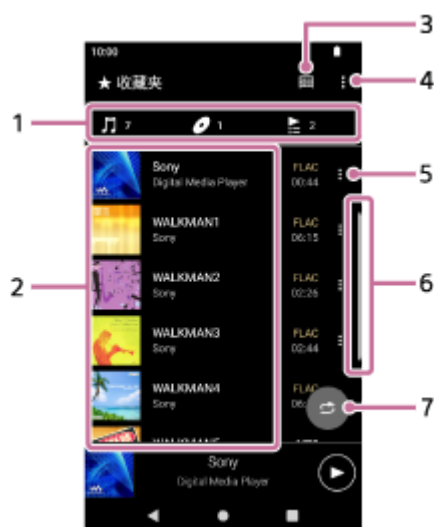 3
10:00
★ 收藏夹
4
1
7
1
2
Sony
FLAC
5
Digital Media Player
00:44
WALKMAN1
FLAC
Sony
06:15
6
2
WALKMAN2
FLAC
Sony
02:26
WALKMAN3
FLAC
Sony
02:44
WALKMAN4
FLAC
Sony
06:
7
Sony
Digital Media Player